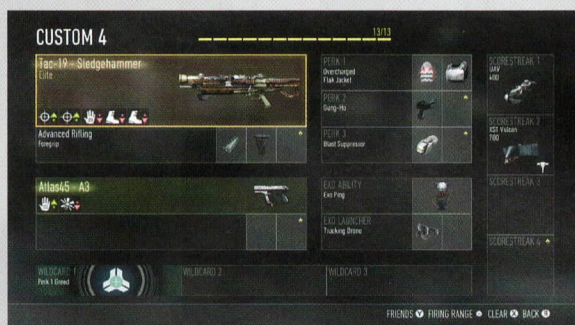 CUSTOM 4
13/13
Tac-19 - Sledgehammer
Elite
Advanced Rifling
Foregrip
Atlas45 - A3
PERK 1
Overcharged
Flak Jacket
PERK 2
Gung-Ho
PERK 3
Blast Suppressor
EXO ABILITY
Exo Ping
EXO LAUNCHER
Tracking Drone
SCORESTREAK 1
UAV
400
SCORESTREAK 2
XS1 Vulcan
700
SCORESTREAK 3
SCORESTREAK 4
WILDCARD 1
Perk 1 Greed
WILDCARD 2
WILDCARD 3
FRIENDS Y FIRING RANGE CLEAR X BACK B